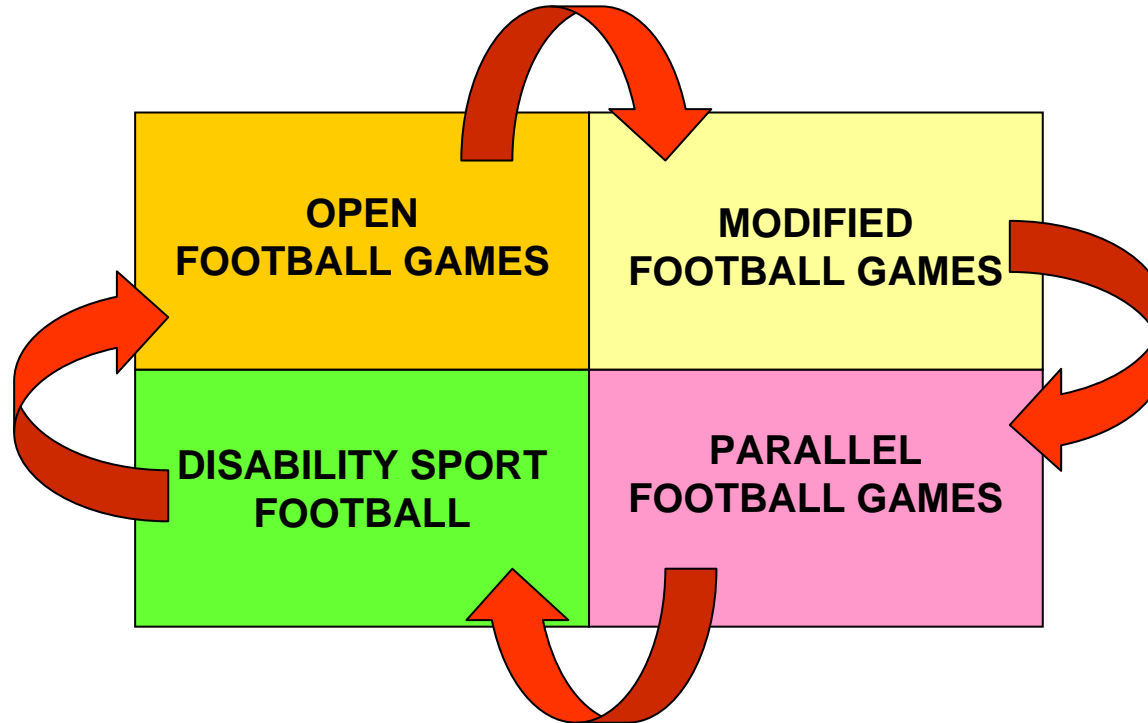 OPEN
FOOTBALL GAMES
MODIFIED
FOOTBALL GAMES
DISABILITY SPORT
FOOTBALL
PARALLEL
FOOTBALL GAMES